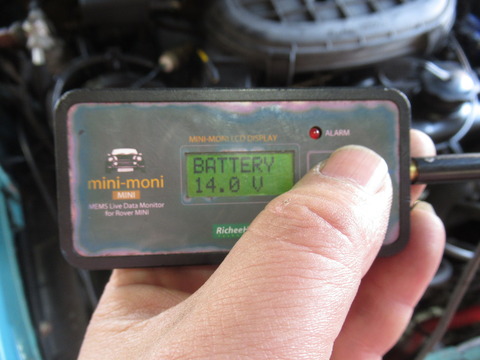 MINI-MONI LCD DISPLAY
ALARM
BATTERY
14.0 V
mini-moni
MINI
MEMS Live Data Monitor
for Rover MINI